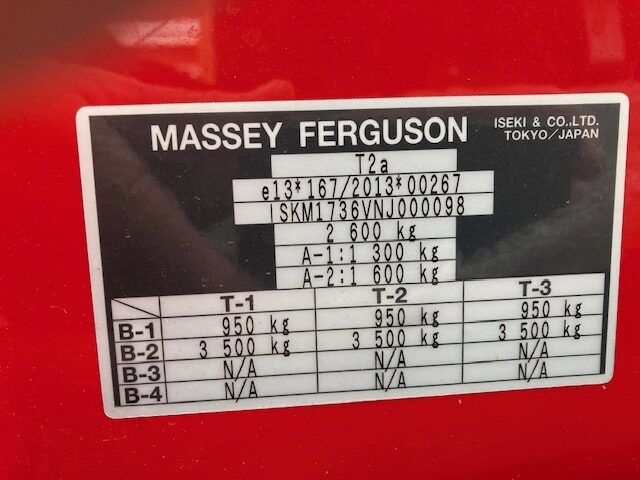 MASSEY FERGUSON
ISEKI & CO.,LTD.
TOKYO/JAPAN
T2a
e13*167/2013*00267
ISKM1736VNJ000098
2 600 kg
A-1:1 300 kg
A-2:1 600 kg
T-1 T-2 T-3
B-1 950 kg 950 kg 950 kg
B-2 3 500 kg 3 500 kg 3 500 kg
B-3 N/A N/A N/A
B-4 N/A N/A N/A